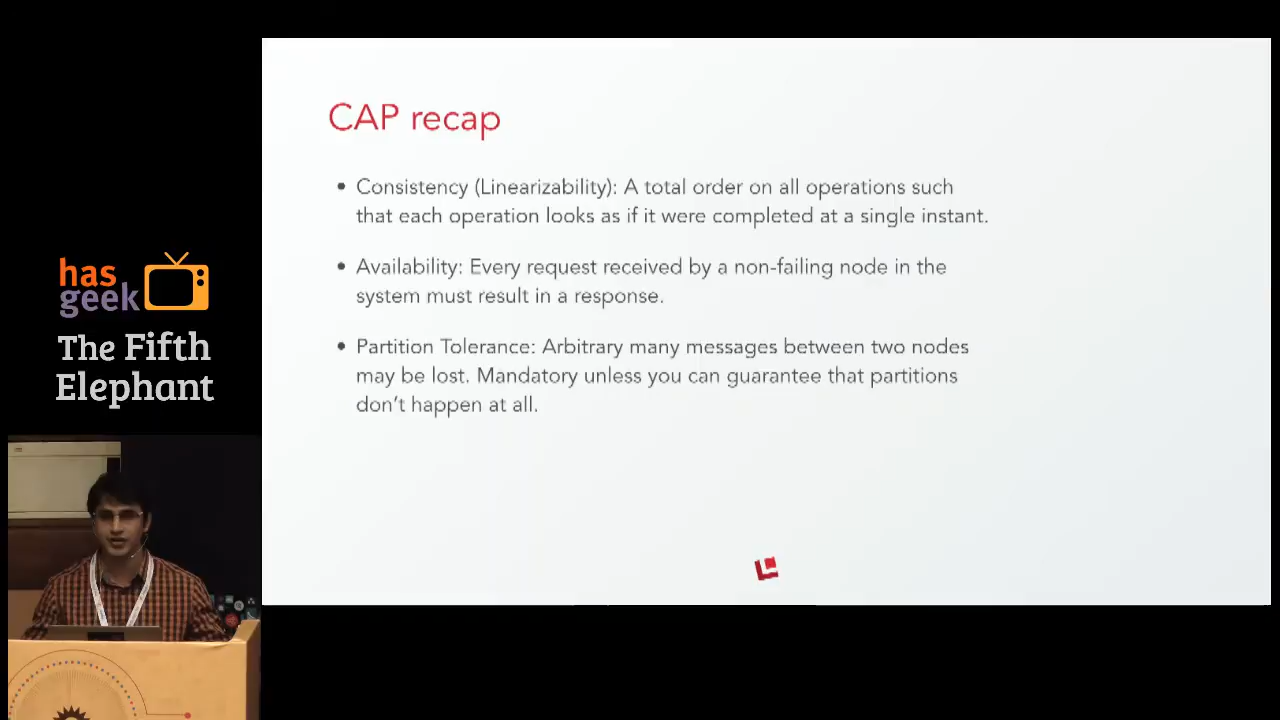 CAP recap
• Consistency (Linearizability): A total order on all operations such
that each operation looks as if it were completed at a single instant.
• Availability: Every request received by a non-failing node in the
system must result in a response.
• Partition Tolerance: Arbitrary many messages between two nodes
may be lost. Mandatory unless you can guarantee that partitions
don't happen at all.
has
geek
The Fifth
Elephant